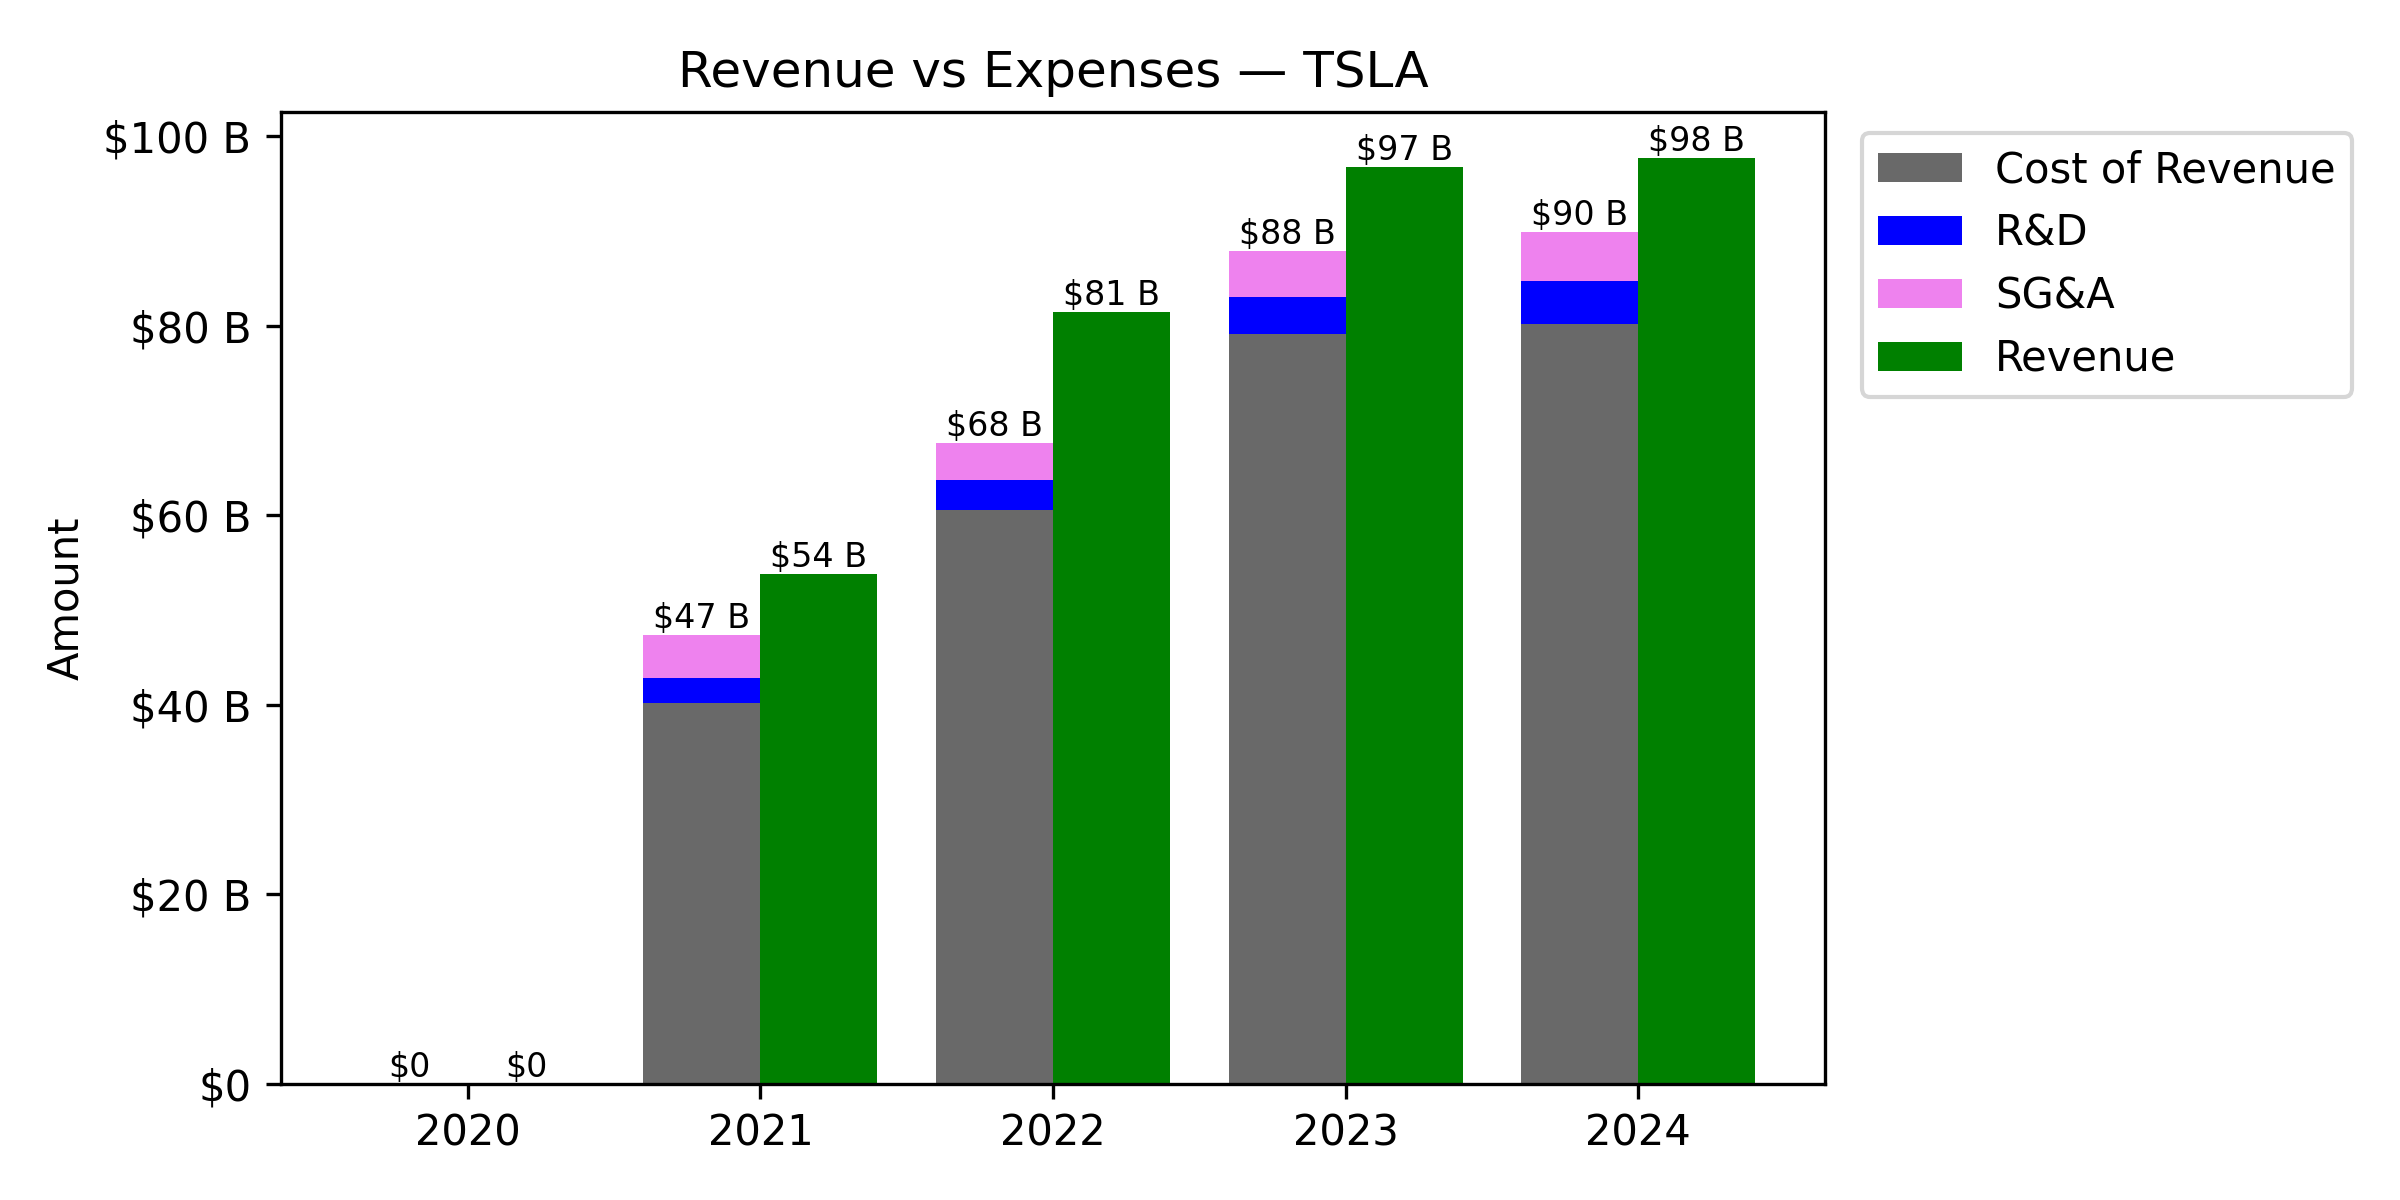 Revenue vs Expenses — TSLA
Amount
$100 B
$80 B
$60 B
$40 B
$20 B
$0
$0 $0
$47 B $54 B
$68 B $81 B
$88 B $97 B
$90 B $98 B
2020 2021 2022 2023 2024
Cost of Revenue
R&D
SG&A
Revenue